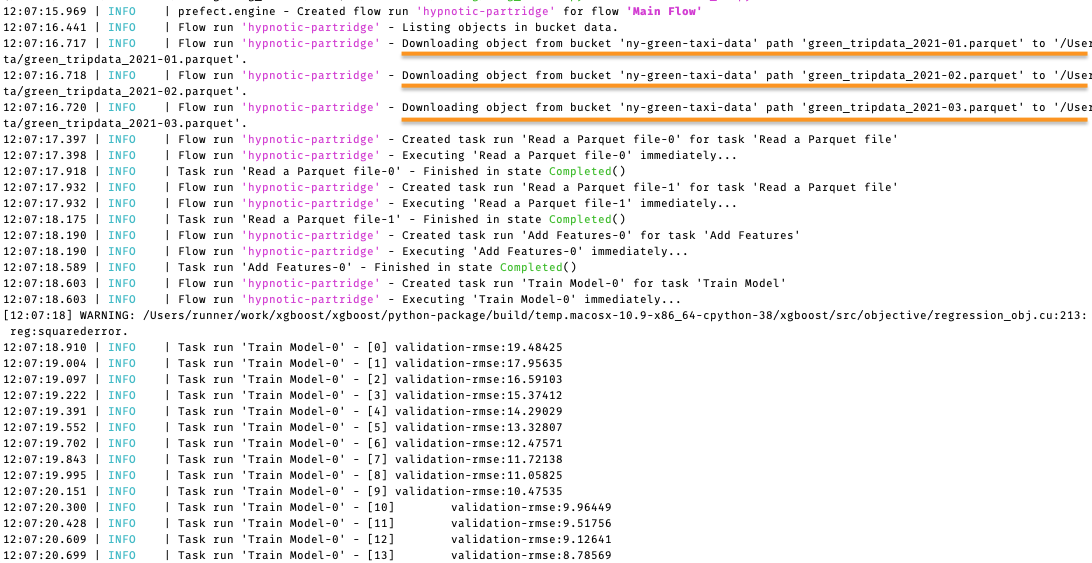 12:07:15.969 | INFO    | prefect.engine - Created flow run 'hypnotic-partridge' for flow 'Main Flow'
12:07:16.441 | INFO    | Flow run 'hypnotic-partridge' - Listing objects in bucket data.
12:07:16.717 | INFO    | Flow run 'hypnotic-partridge' - Downloading object from bucket 'ny-green-taxi-data' path 'green_tripdata_2021-01.parquet' to '/User
ta/green_tripdata_2021-01.parquet'.
12:07:16.718 | INFO    | Flow run 'hypnotic-partridge' - Downloading object from bucket 'ny-green-taxi-data' path 'green_tripdata_2021-02.parquet' to '/User
ta/green_tripdata_2021-02.parquet'.
12:07:16.720 | INFO    | Flow run 'hypnotic-partridge' - Downloading object from bucket 'ny-green-taxi-data' path 'green_tripdata_2021-03.parquet' to '/User
ta/green_tripdata_2021-03.parquet'.
12:07:17.397 | INFO    | Flow run 'hypnotic-partridge' - Created task run 'Read a Parquet file-0' for task 'Read a Parquet file'
12:07:17.398 | INFO    | Flow run 'hypnotic-partridge' - Executing 'Read a Parquet file-0' immediately...
12:07:17.918 | INFO    | Task run 'Read a Parquet file-0' - Finished in state Completed()
12:07:17.932 | INFO    | Flow run 'hypnotic-partridge' - Created task run 'Read a Parquet file-1' for task 'Read a Parquet file'
12:07:17.932 | INFO    | Flow run 'hypnotic-partridge' - Executing 'Read a Parquet file-1' immediately...
12:07:18.175 | INFO    | Task run 'Read a Parquet file-1' - Finished in state Completed()
12:07:18.190 | INFO    | Flow run 'hypnotic-partridge' - Created task run 'Add Features-0' for task 'Add Features'
12:07:18.190 | INFO    | Flow run 'hypnotic-partridge' - Executing 'Add Features-0' immediately...
12:07:18.589 | INFO    | Task run 'Add Features-0' - Finished in state Completed()
12:07:18.603 | INFO    | Flow run 'hypnotic-partridge' - Created task run 'Train Model-0' for task 'Train Model'
12:07:18.603 | INFO    | Flow run 'hypnotic-partridge' - Executing 'Train Model-0' immediately...
[12:07:18] WARNING: /Users/runner/work/xgboost/xgboost/python-package/build/temp.macosx-10.9-x86_64-cpython-38/xgboost/src/objective/regression_obj.cu:213:
reg:squarederror.
12:07:18.910 | INFO    | Task run 'Train Model-0' - [0] validation-rmse:19.48425
12:07:19.004 | INFO    | Task run 'Train Model-0' - [1] validation-rmse:17.95635
12:07:19.097 | INFO    | Task run 'Train Model-0' - [2] validation-rmse:16.59103
12:07:19.222 | INFO    | Task run 'Train Model-0' - [3] validation-rmse:15.37412
12:07:19.391 | INFO    | Task run 'Train Model-0' - [4] validation-rmse:14.29029
12:07:19.552 | INFO    | Task run 'Train Model-0' - [5] validation-rmse:13.32807
12:07:19.702 | INFO    | Task run 'Train Model-0' - [6] validation-rmse:12.47571
12:07:19.843 | INFO    | Task run 'Train Model-0' - [7] validation-rmse:11.72138
12:07:19.995 | INFO    | Task run 'Train Model-0' - [8] validation-rmse:11.05825
12:07:20.151 | INFO    | Task run 'Train Model-0' - [9] validation-rmse:10.47535
12:07:20.300 | INFO    | Task run 'Train Model-0' - [10]        validation-rmse:9.96449
12:07:20.428 | INFO    | Task run 'Train Model-0' - [11]        validation-rmse:9.51756
12:07:20.609 | INFO    | Task run 'Train Model-0' - [12]        validation-rmse:9.12641
12:07:20.699 | INFO    | Task run 'Train Model-0' - [13]        validation-rmse:8.78569